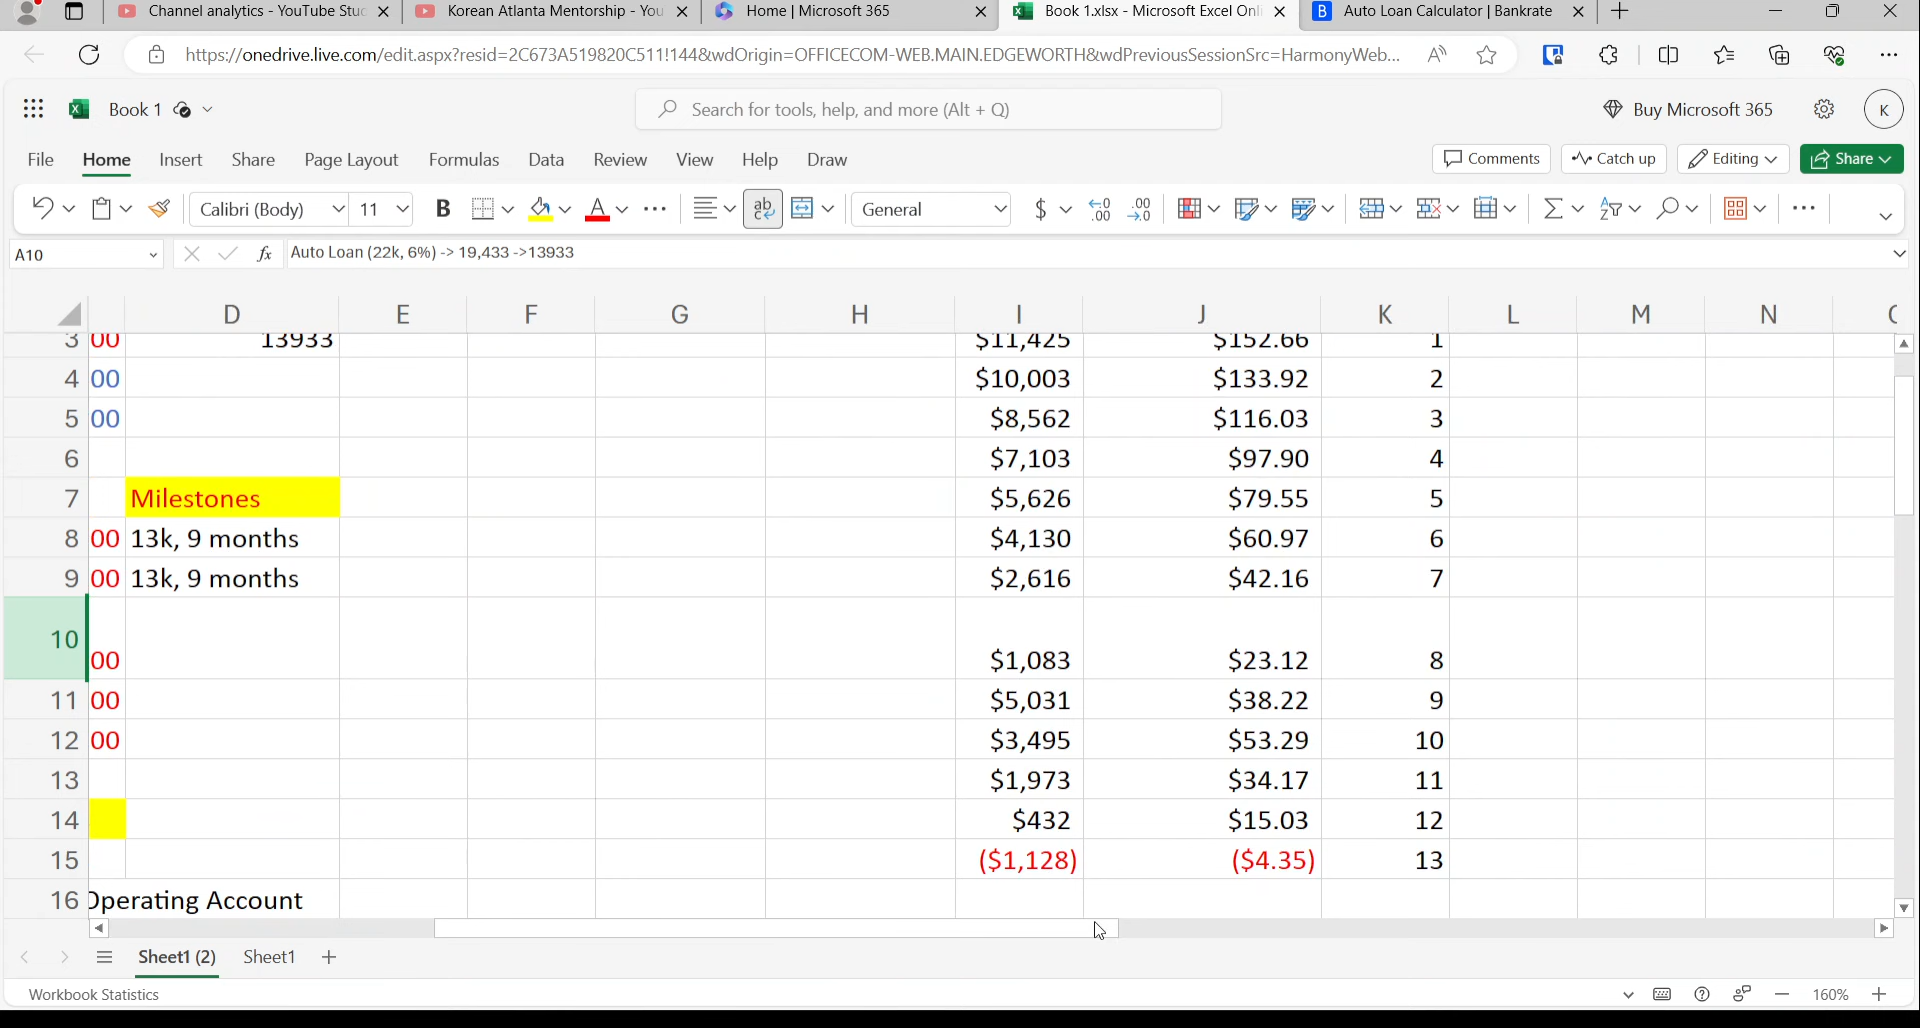 Channel analytics - YouTube Stuc
Korean Atlanta Mentorship - You
Home | Microsoft 365
Book 1.xlsx - Microsoft Excel Onli
Auto Loan Calculator | Bankrate
https://onedrive.live.com/edit.aspx?resid=2C673A519820C511!144&wdOrigin=OFFICECOM-WEB.MAIN.EDGEWORTH&wdPreviousSessionSrc=HarmonyWeb...
Book 1
Search for tools, help, and more (Alt + Q)
Buy Microsoft 365
K
File Home Insert Share Page Layout Formulas Data Review View Help Draw
Comments Catch up Editing Share
Calibri (Body) 11 B A ab General $ .00 .00
A10 fx Auto Loan (22k, 6%) -> 19,433 ->13933
D E F G H I J K L M N
3 00 13933 $11,425 $152.66 1
4 00 $10,003 $133.92 2
5 00 $8,562 $116.03 3
6 $7,103 $97.90 4
7 Milestones $5,626 $79.55 5
8 00 13k, 9 months $4,130 $60.97 6
9 00 13k, 9 months $2,616 $42.16 7
10 00 $1,083 $23.12 8
11 00 $5,031 $38.22 9
12 00 $3,495 $53.29 10
13 $1,973 $34.17 11
14 $432 $15.03 12
15 ($1,128) ($4.35) 13
16 Operating Account
Sheet1 (2) Sheet1
Workbook Statistics
160%